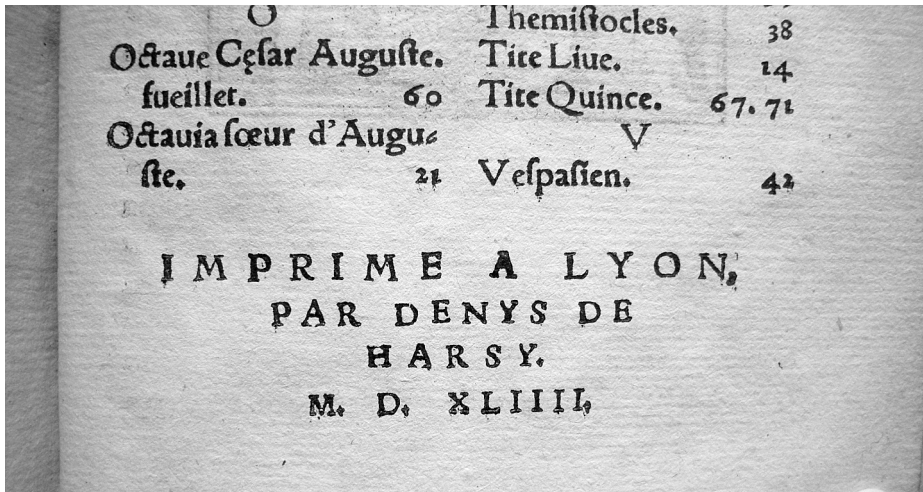 O
Octaue Cęſar Auguſte.
fueillet. 60
Octauia ſœur d'Augu-
ſte. 21
Themiſtocles. 38
Tite Liue. 14
Tite Quince. 67. 71
V
Veſpaſien. 42
IMPRIME A LYON,
PAR DENYS DE
HARSY.
M. D. XLIIII,